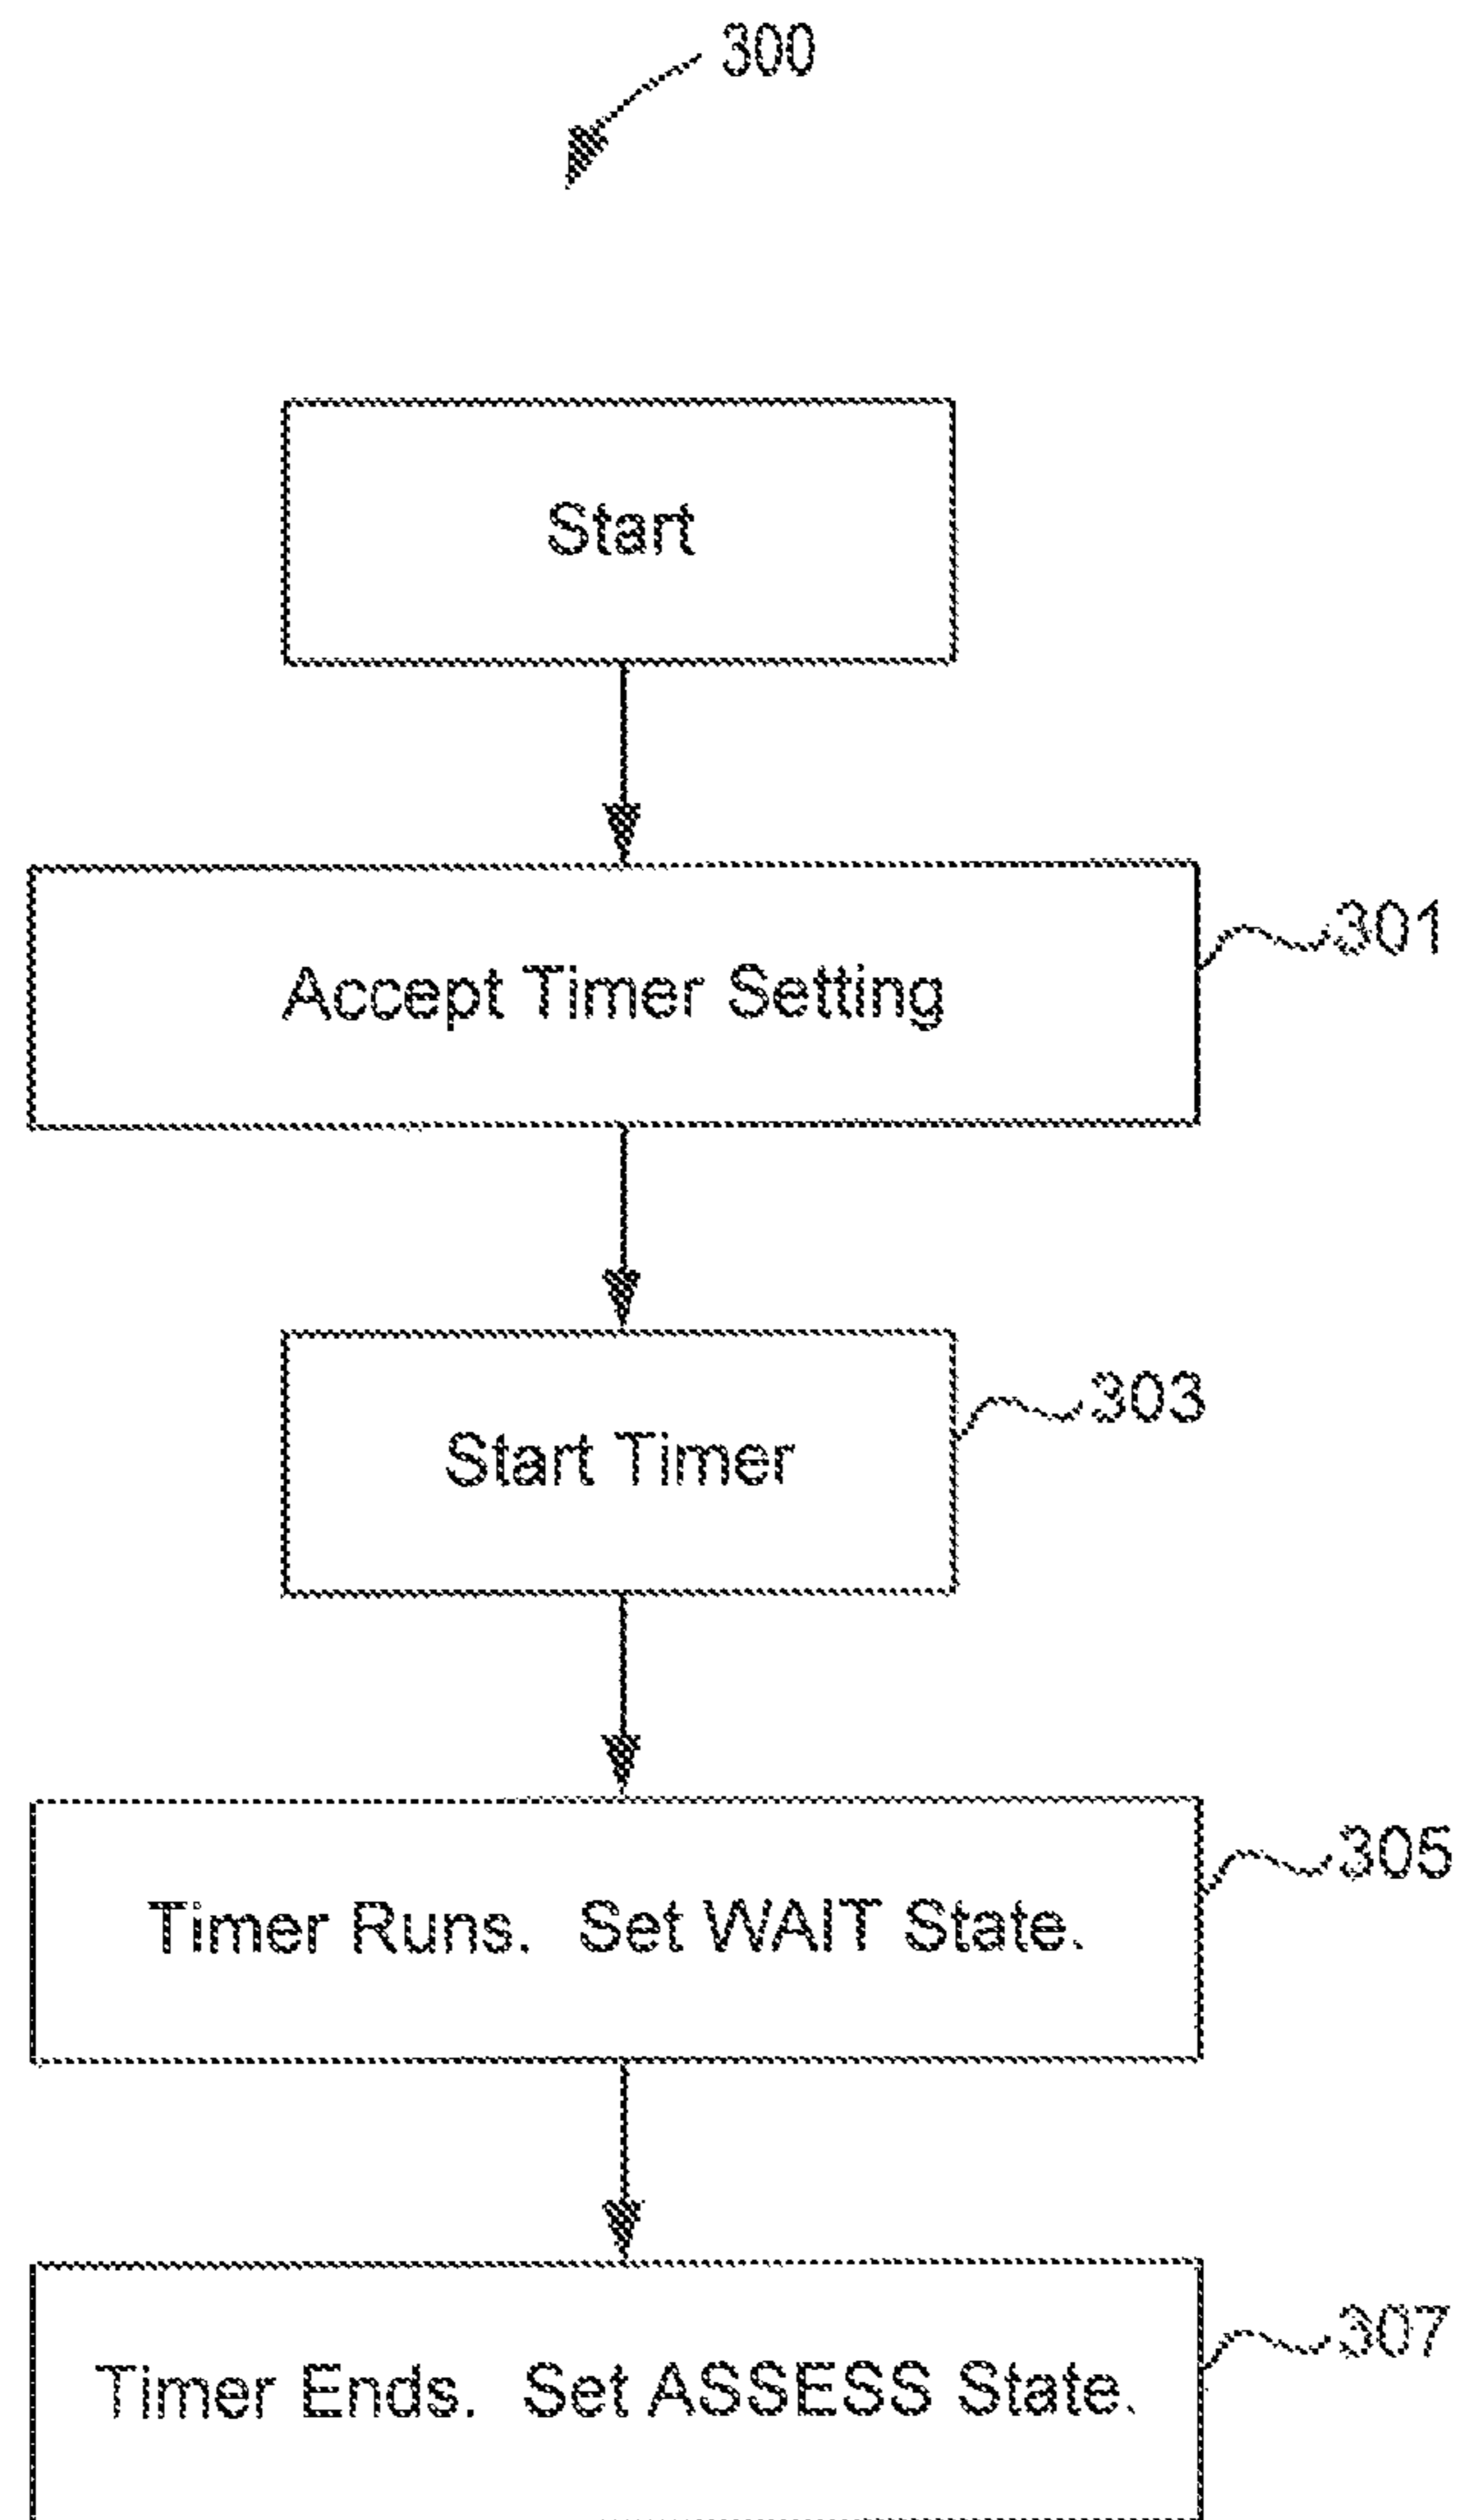 300
Start
Accept Timer Setting
301
Start Timer
303
Timer Runs.  Set WAIT State.
305
Timer Ends.  Set ASSESS State.
307